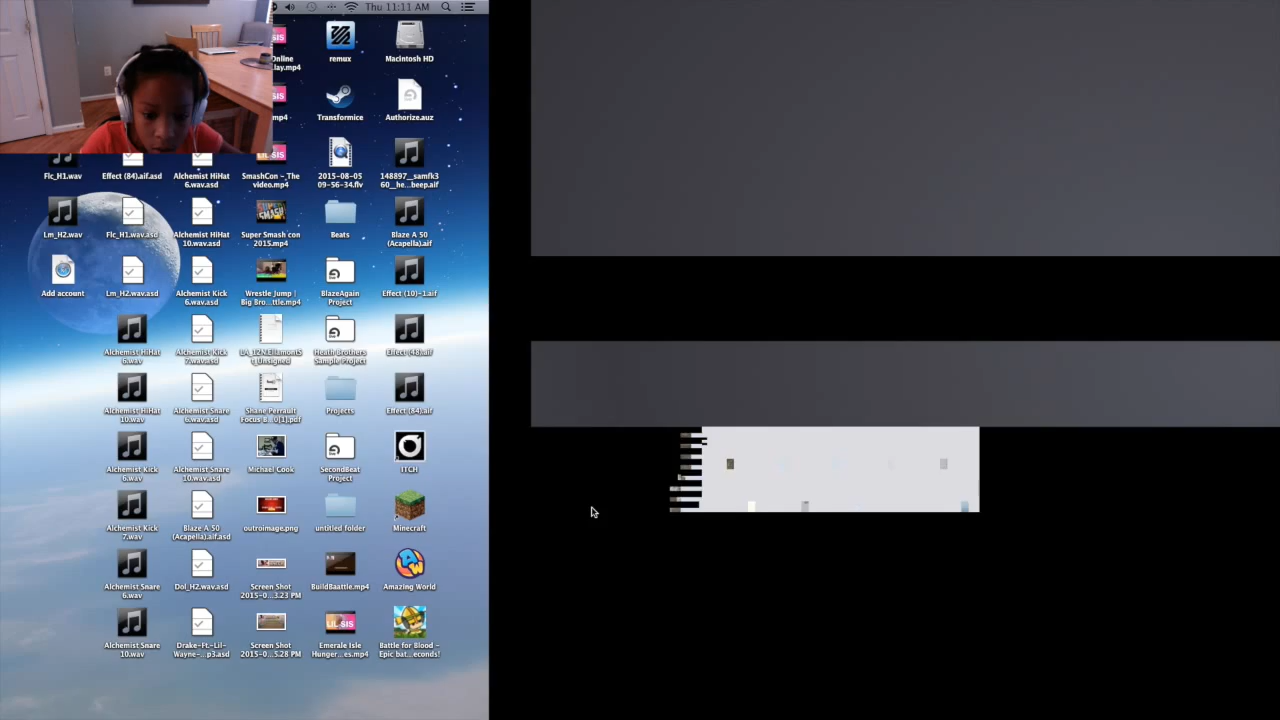 Thu 11:11 AM
Online
lay.mp4
remux
Macintosh HD
mp4
Transformice
Authorize.auz
Flc_H1.wav
Effect (84).aif.asd
Alchemist HiHat
6.wav.asd
SmashCon ~ The
video.mp4
2015-08-05
09-56-34.flv
148897__samfk3
60__he...beep.aif
Lm_H2.wav
Flc_H1.wav.asd
Alchemist HiHat
10.wav.asd
Super Smash con
2015.mp4
Beats
Blaze A 50
(Acapella).aif
Add account
Lm_H2.wav.asd
Alchemist Kick
6.wav.asd
Wrestle Jump |
Big Bro...ttle.mp4
BlazeAgain
Project
Effect (10)-1.aif
Alchemist HiHat
6.wav
Alchemist Kick
7.wav.asd
Unsigned
Heath Brothers
Sample Project
Effect (48).aif
Alchemist HiHat
10.wav
Alchemist Snare
6.wav.asd
Shane Perrault
Focus B...0[1].pdf
Projects
Effect (84).aif
Alchemist Kick
6.wav
Alchemist Snare
10.wav.asd
Michael Cook
SecondBeat
Project
ITCH
Alchemist Kick
7.wav
Blaze A 50
(Acapella).aif.asd
outroimage.png
untitled folder
Minecraft
Alchemist Snare
6.wav
Dol_H2.wav.asd
Screen Shot
2015-0...3.23 PM
BuildBaattle.mp4
Amazing World
Alchemist Snare
10.wav
Drake-Ft.-Lil-
Wayne-...p3.asd
Screen Shot
2015-0...5.28 PM
Emerale Isle
Hunger...es.mp4
Battle for Blood -
Epic bat...econds!